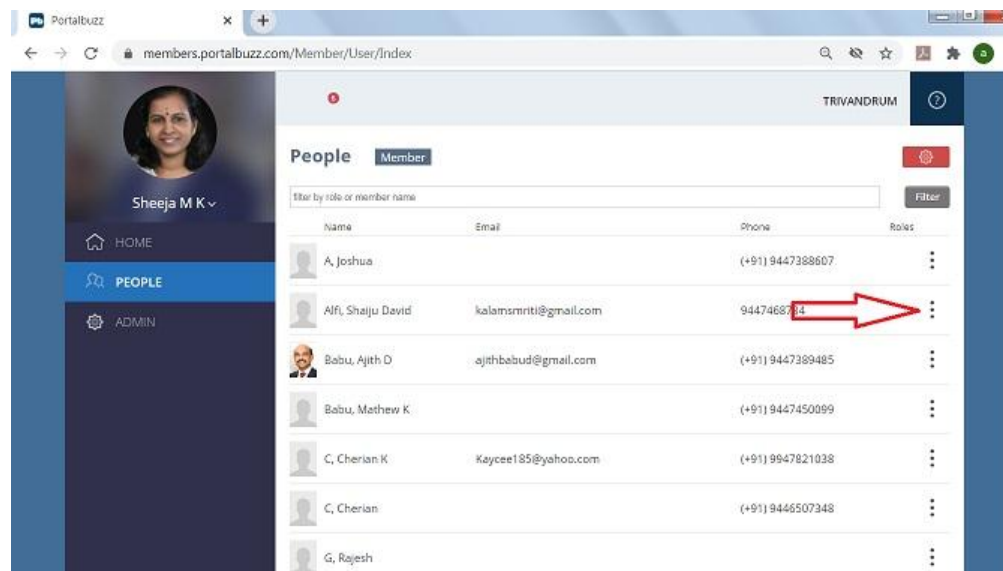 Portalbuzz
members.portalbuzz.com/Member/User/Index
TRIVANDRUM
People Member
Sheeja M K
filter by role or member name Filter
Name Email Phone Roles
HOME
A, Joshua (+91) 9447388607
PEOPLE
Alfi, Shaiju David kalamsmriti@gmail.com
ADMIN
Babu, Ajith D ajithbabud@gmail.com (+91) 9447389485
Babu, Mathew K (+91) 9447450099
C, Cherian K Kaycee185@yahoo.com (+91) 9947821038
C, Cherian (+91) 9446507348
G, Rajesh